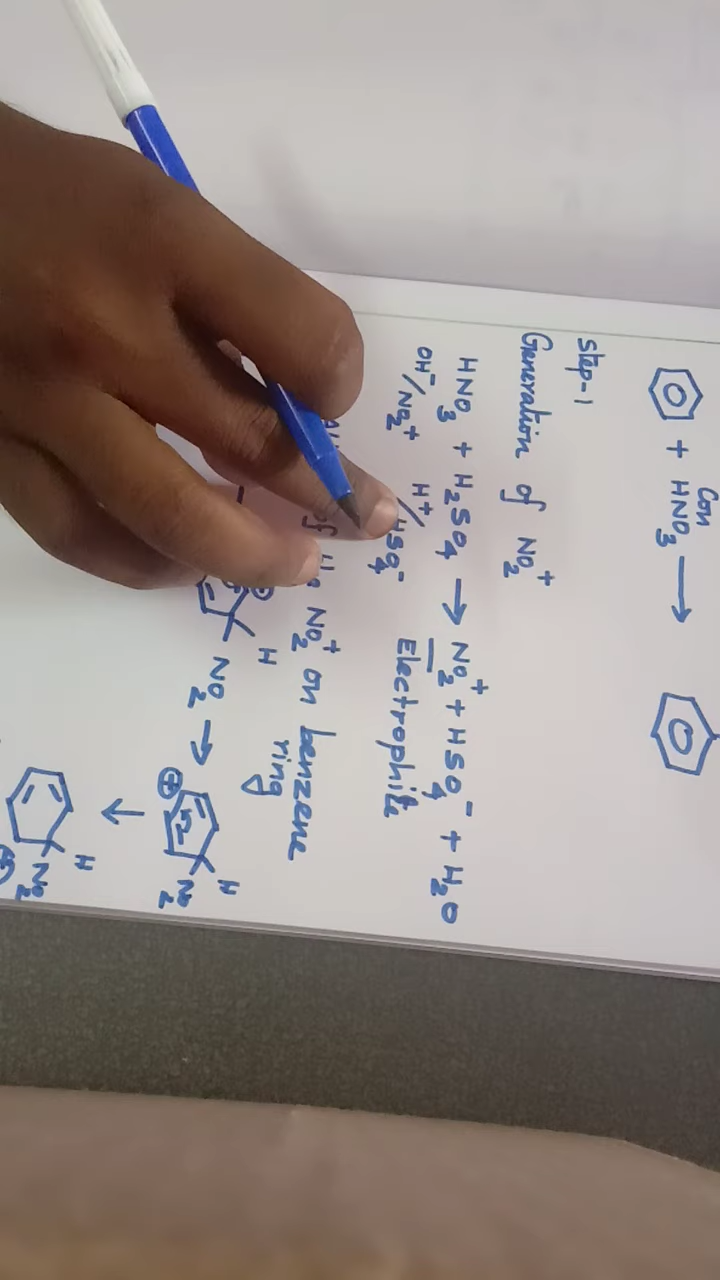 Con
+ HNO₃ →
Step-1
Generation of NO₂⁺
HNO₃ + H₂SO₄ → NO₂⁺ + HSO₄⁻ + H₂O
OH⁻/NO₂⁺ H⁺/HSO₄⁻ Electrophile
of NO₂⁺ on benzene
ring
H
NO₂ →
H
NO₂
H
NO₂